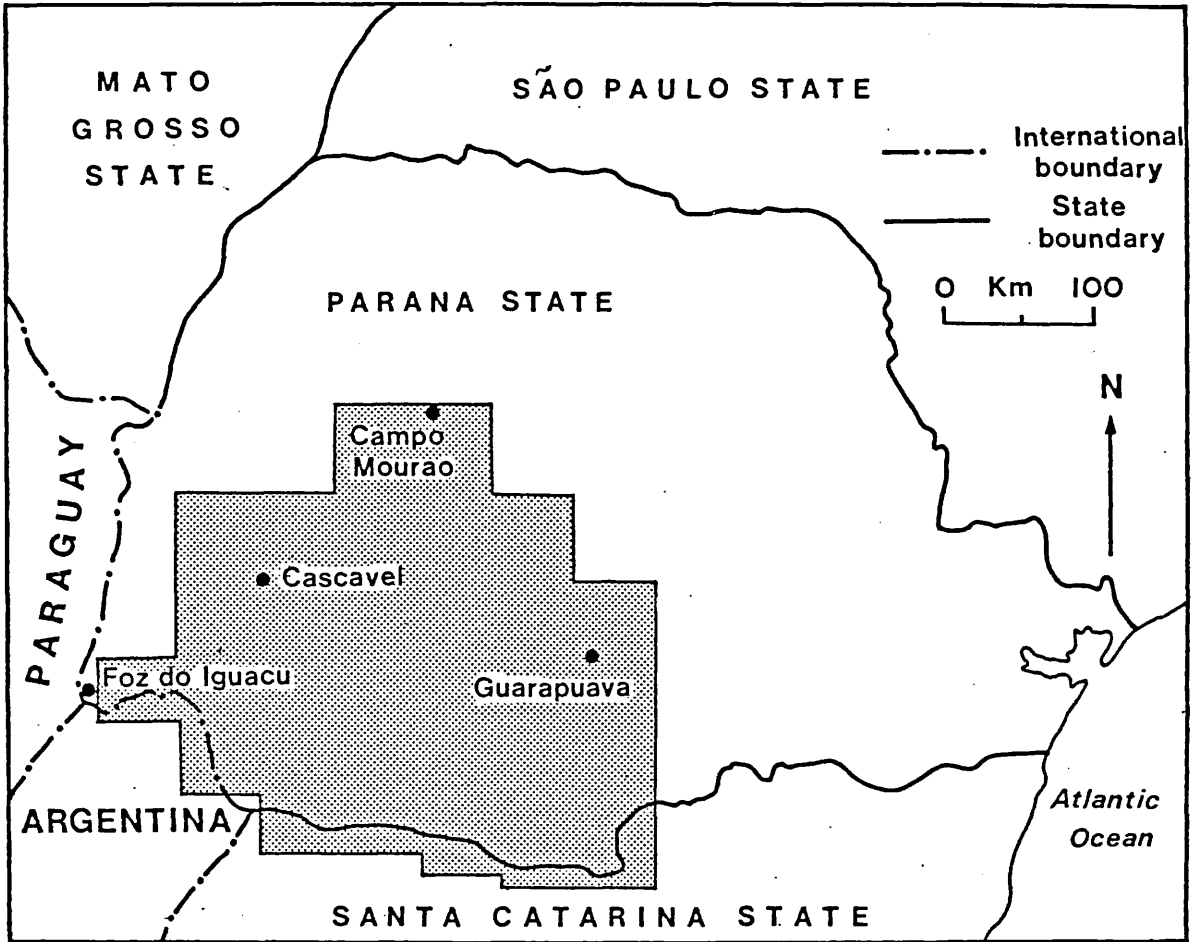 MATO
GROSSO
STATE
SÃO PAULO STATE
International
boundary
State
boundary
0 Km 100
PARANA STATE
N
Campo
Mourao
PARAGUAY
Cascavel
Foz do Iguacu
Guarapuava
ARGENTINA
Atlantic
Ocean
SANTA CATARINA STATE